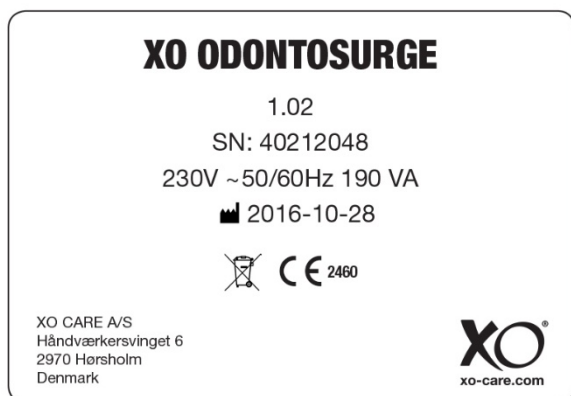 XO ODONTOSURGE
1.02
SN: 40212048
230V ~50/60Hz 190 VA
2016-10-28
CE 2460
XO CARE A/S
Håndværkersvinget 6
2970 Hørsholm
Denmark
XO®
xo-care.com